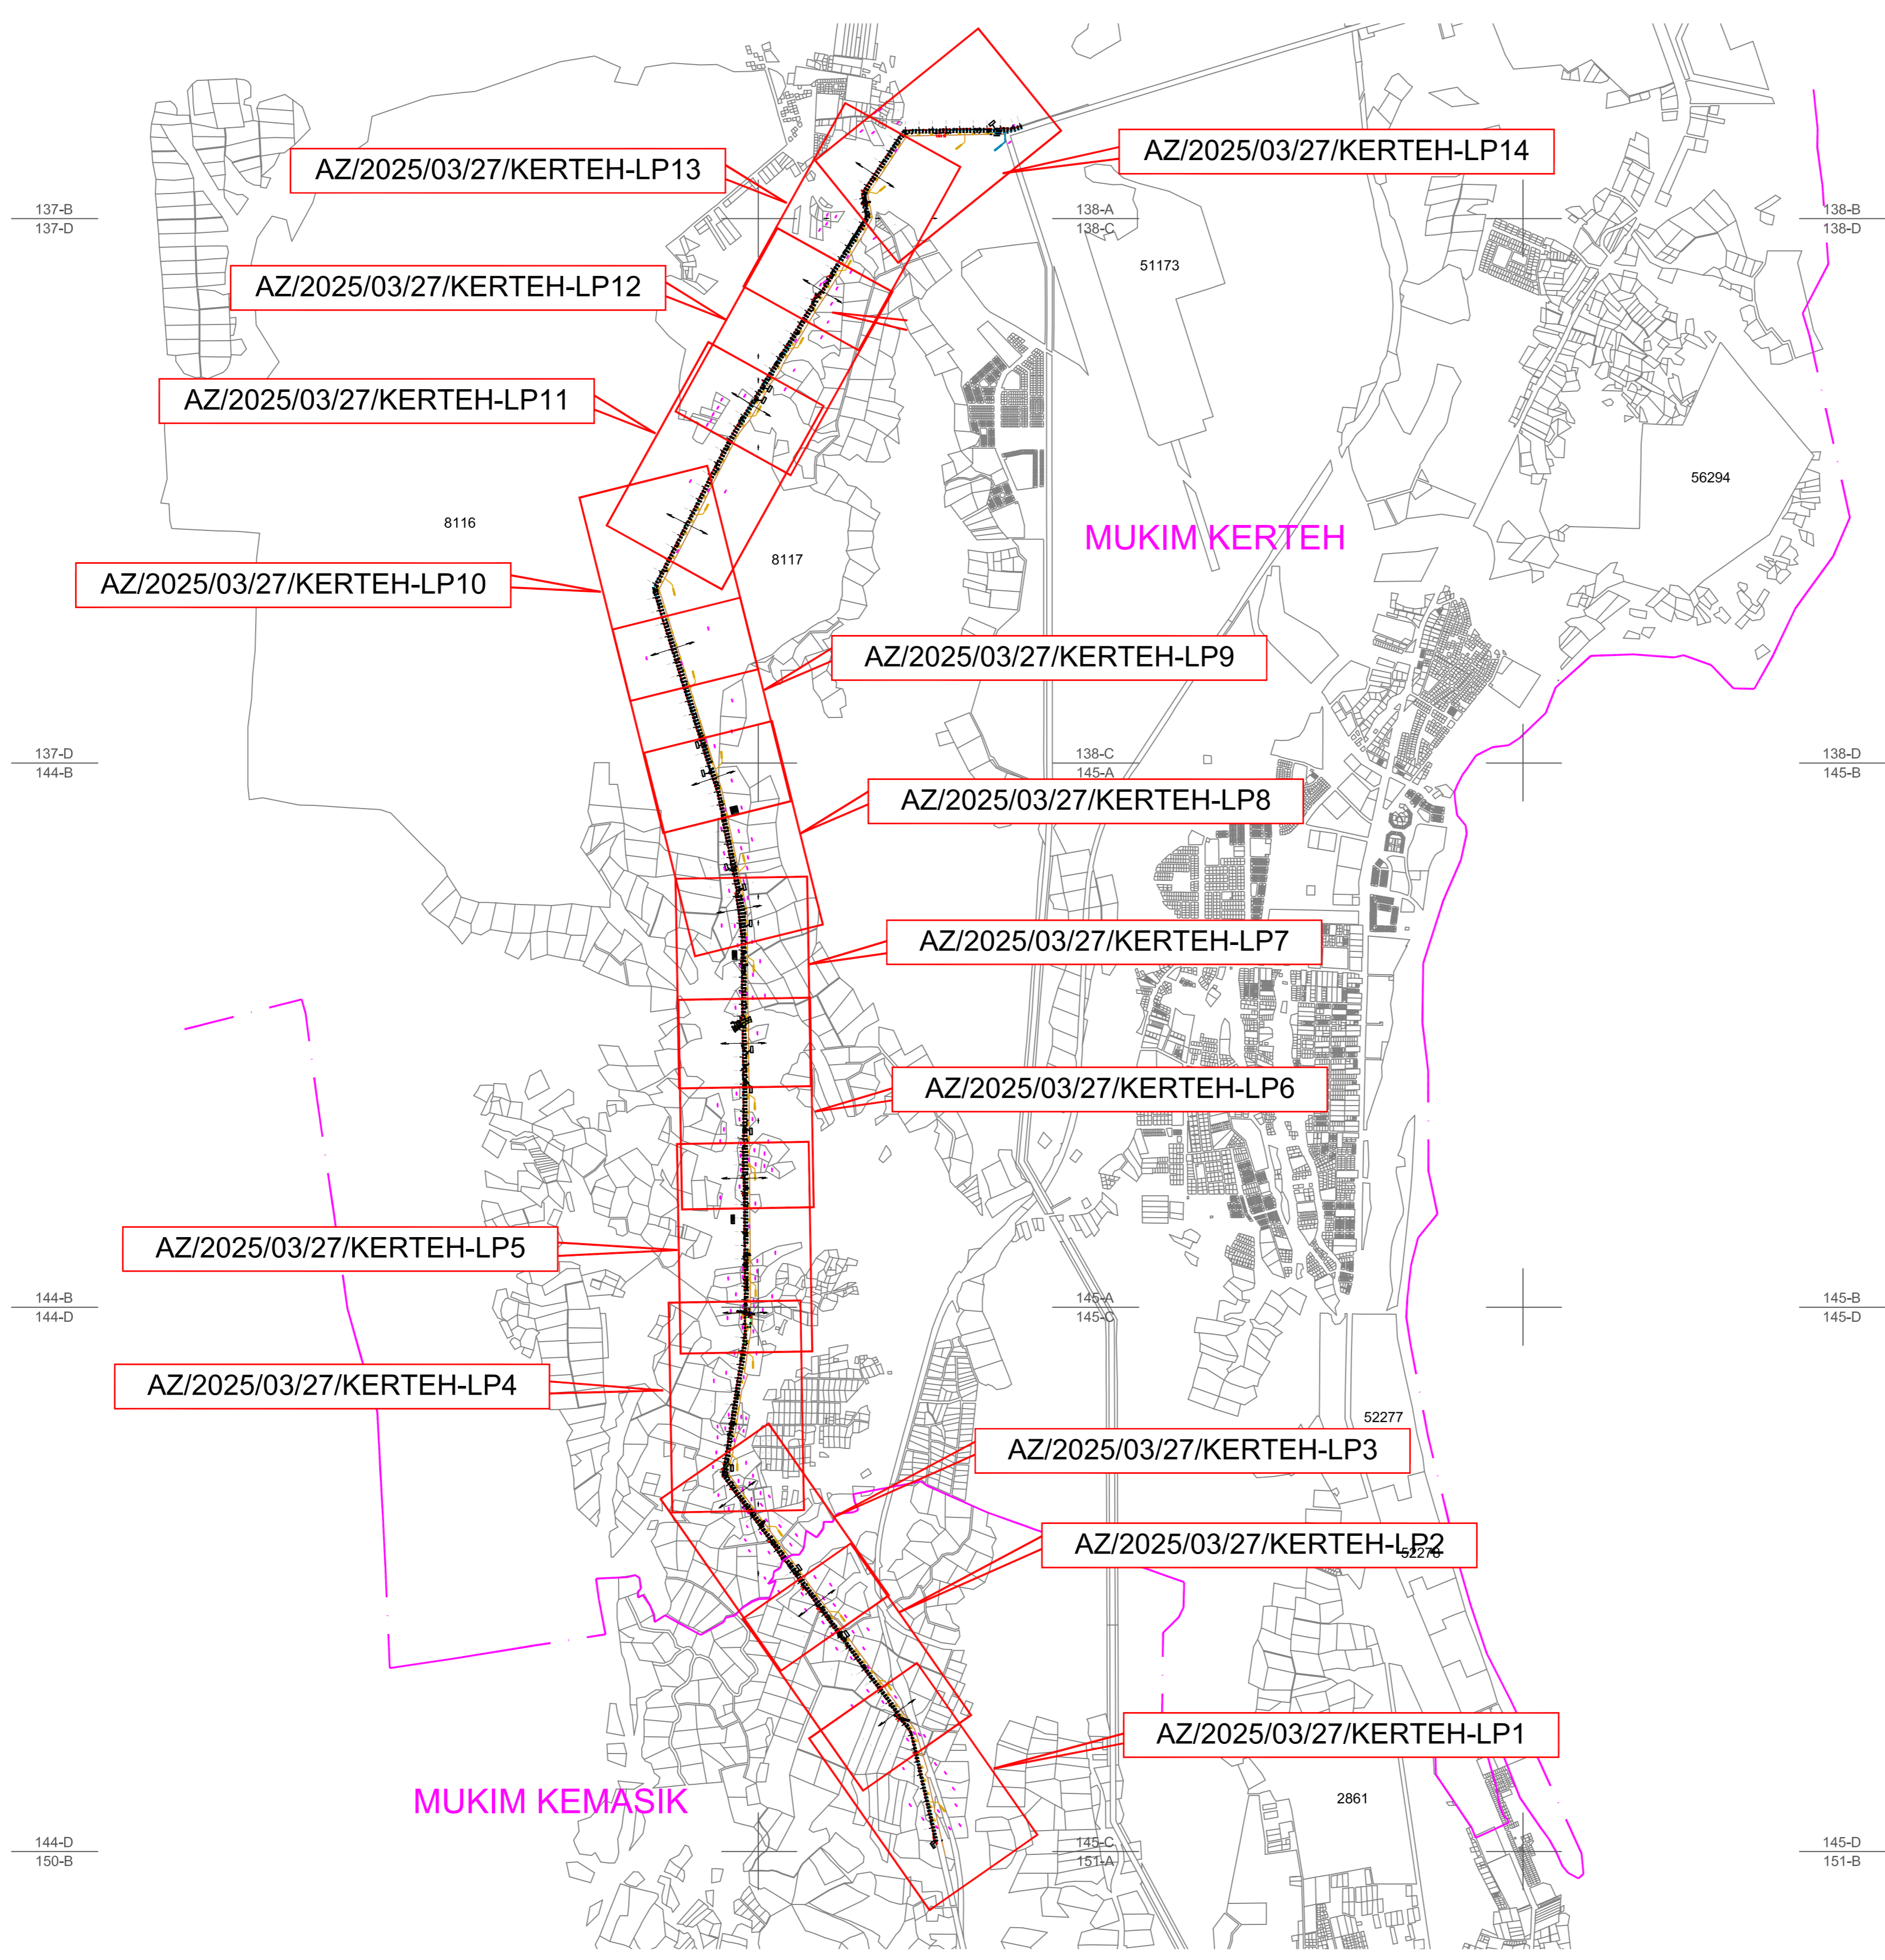 AZ/2025/03/27/KERTEH-LP14
AZ/2025/03/27/KERTEH-LP13
137-B
137-D
138-A
138-C
138-B
138-D
51173
AZ/2025/03/27/KERTEH-LP12
AZ/2025/03/27/KERTEH-LP11
56294
8116
MUKIM KERTEH
8117
AZ/2025/03/27/KERTEH-LP10
AZ/2025/03/27/KERTEH-LP9
137-D
144-B
138-C
145-A
138-D
145-B
AZ/2025/03/27/KERTEH-LP8
AZ/2025/03/27/KERTEH-LP7
AZ/2025/03/27/KERTEH-LP6
AZ/2025/03/27/KERTEH-LP5
144-B
144-D
145-A
145-C
145-B
145-D
AZ/2025/03/27/KERTEH-LP4
52277
AZ/2025/03/27/KERTEH-LP3
AZ/2025/03/27/KERTEH-LP2
52278
AZ/2025/03/27/KERTEH-LP1
MUKIM KEMASIK
2861
144-D
150-B
145-C
151-A
145-D
151-B